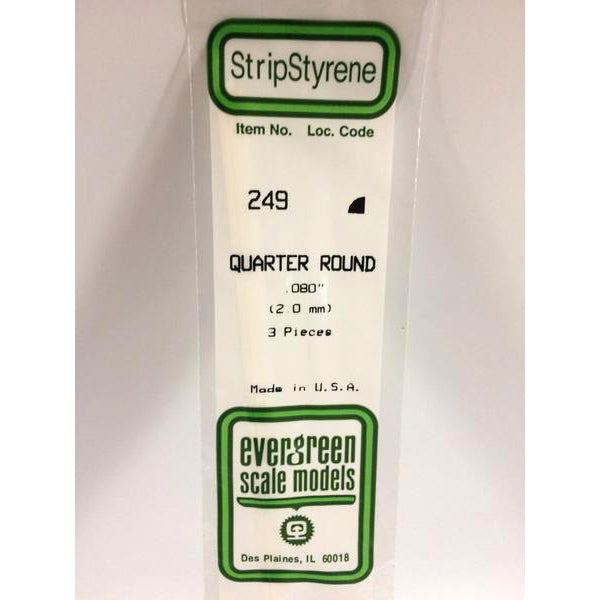 StripStyrene
Item No. Loc. Code
249
QUARTER ROUND
.080"
(2.0 mm)
3 Pieces
Made in U.S.A.
evergreen
scale models
Des Plaines, IL 60018